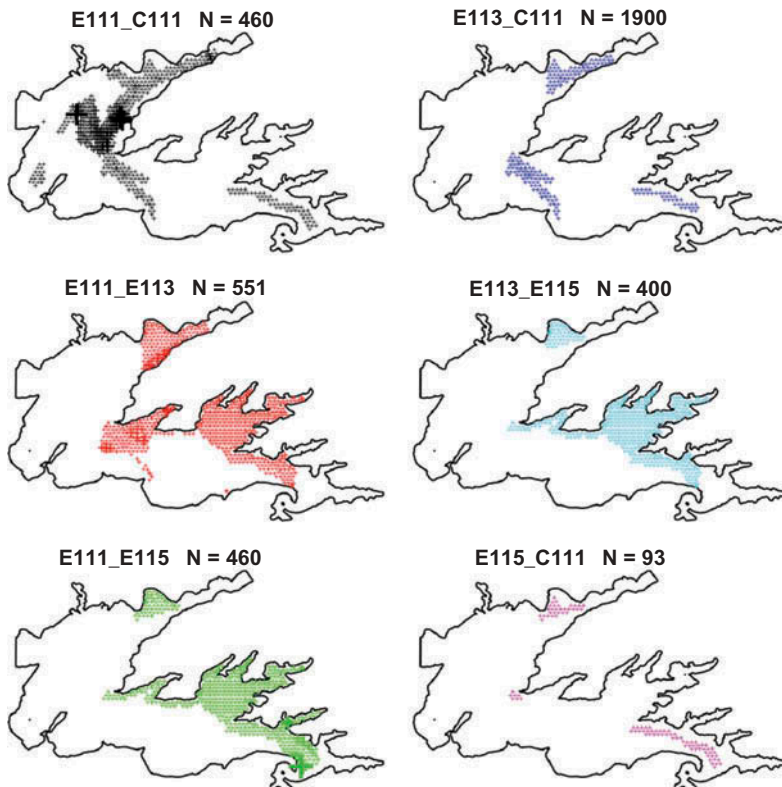 E111_C111 N = 460
E113_C111 N = 1900
E111_E113 N = 551
E113_E115 N = 400
E111_E115 N = 460
E115_C111 N = 93